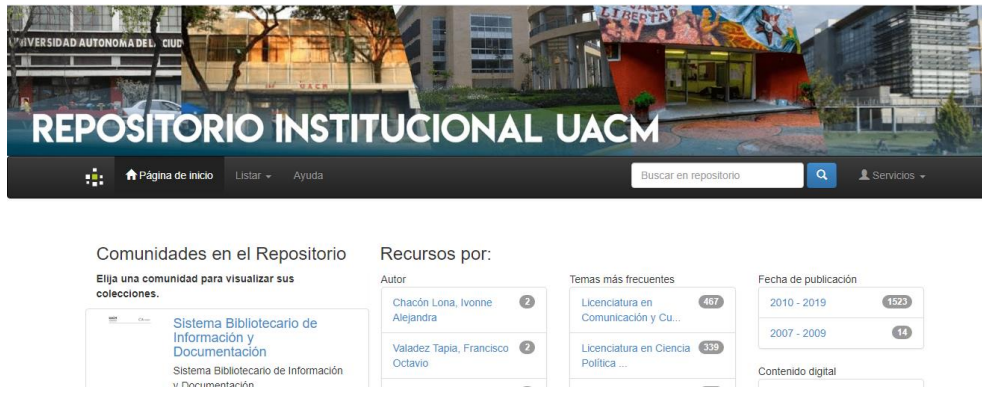 UNIVERSIDAD AUTONOMA DE LA CIUD
UACM
LIBERTAD
REPOSITORIO INSTITUCIONAL UACM
Página de inicio
Listar
Ayuda
Buscar en repositorio
Servicios
Comunidades en el Repositorio
Elija una comunidad para visualizar sus
colecciones.
Sistema Bibliotecario de
Información y
Documentación
Sistema Bibliotecario de Información
y Documentación
Recursos por:
Autor
Chacón Lona, Ivonne 2
Alejandra
Valadez Tapia, Francisco 2
Octavio
Temas más frecuentes
Licenciatura en 467
Comunicación y Cu...
Licenciatura en Ciencia 339
Política ...
Fecha de publicación
2010 - 2019 1523
2007 - 2009 14
Contenido digital